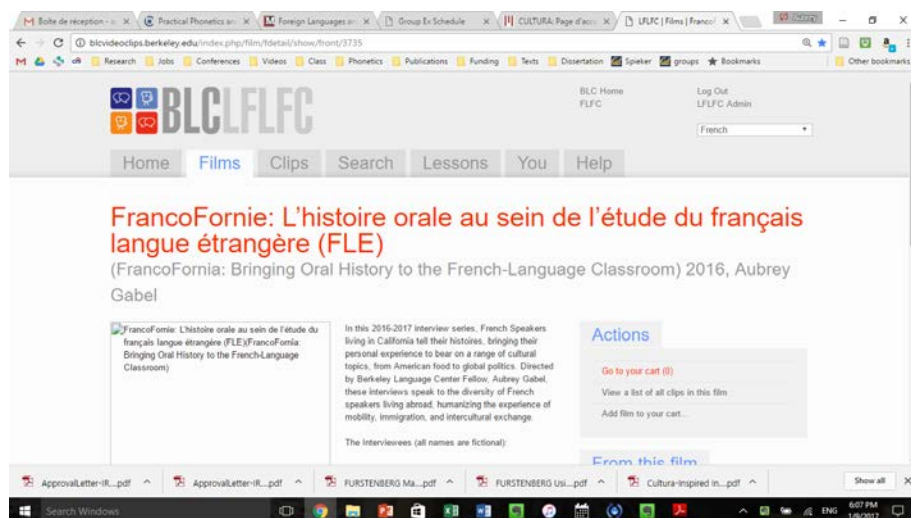 Boite de réception -
Practical Phonetics an
Foreign Languages an
Group Ex Schedule
CULTURA: Page d'accu
LFLFC | Films | Francof
Aubrey
blcvideoclips.berkeley.edu/index.php/film/fdetail/show/front/3735
Research Jobs Conferences Videos Class Phonetics Publications Funding Texts Dissertation Spieker groups Bookmarks Other bookmarks
BLCLFLFC
BLC Home
FLFC
Log Out
LFLFC Admin
French
Home Films Clips Search Lessons You Help
FrancoFornie: L'histoire orale au sein de l'étude du français
langue étrangère (FLE)
(FrancoFornia: Bringing Oral History to the French-Language Classroom) 2016, Aubrey
Gabel
FrancoFornie: L'histoire orale au sein de l'étude du
français langue étrangère (FLE)(FrancoFornia:
Bringing Oral History to the French-Language
Classroom)
In this 2016-2017 interview series, French Speakers
living in California tell their histoires, bringing their
personal experience to bear on a range of cultural
topics, from American food to global politics. Directed
by Berkeley Language Center Fellow, Aubrey Gabel,
these interviews speak to the diversity of French
speakers living abroad, humanizing the experience of
mobility, immigration, and intercultural exchange.
The Interviewees (all names are fictional):
Actions
Go to your cart (0)
View a list of all clips in this film
Add film to your cart...
From this film
ApprovalLetter-IR....pdf
ApprovalLetter-IR....pdf
FURSTENBERG Ma....pdf
FURSTENBERG Usi....pdf
Cultura-Inspired In....pdf
Show all
Search Windows
ENG
6:07 PM
1/9/2017